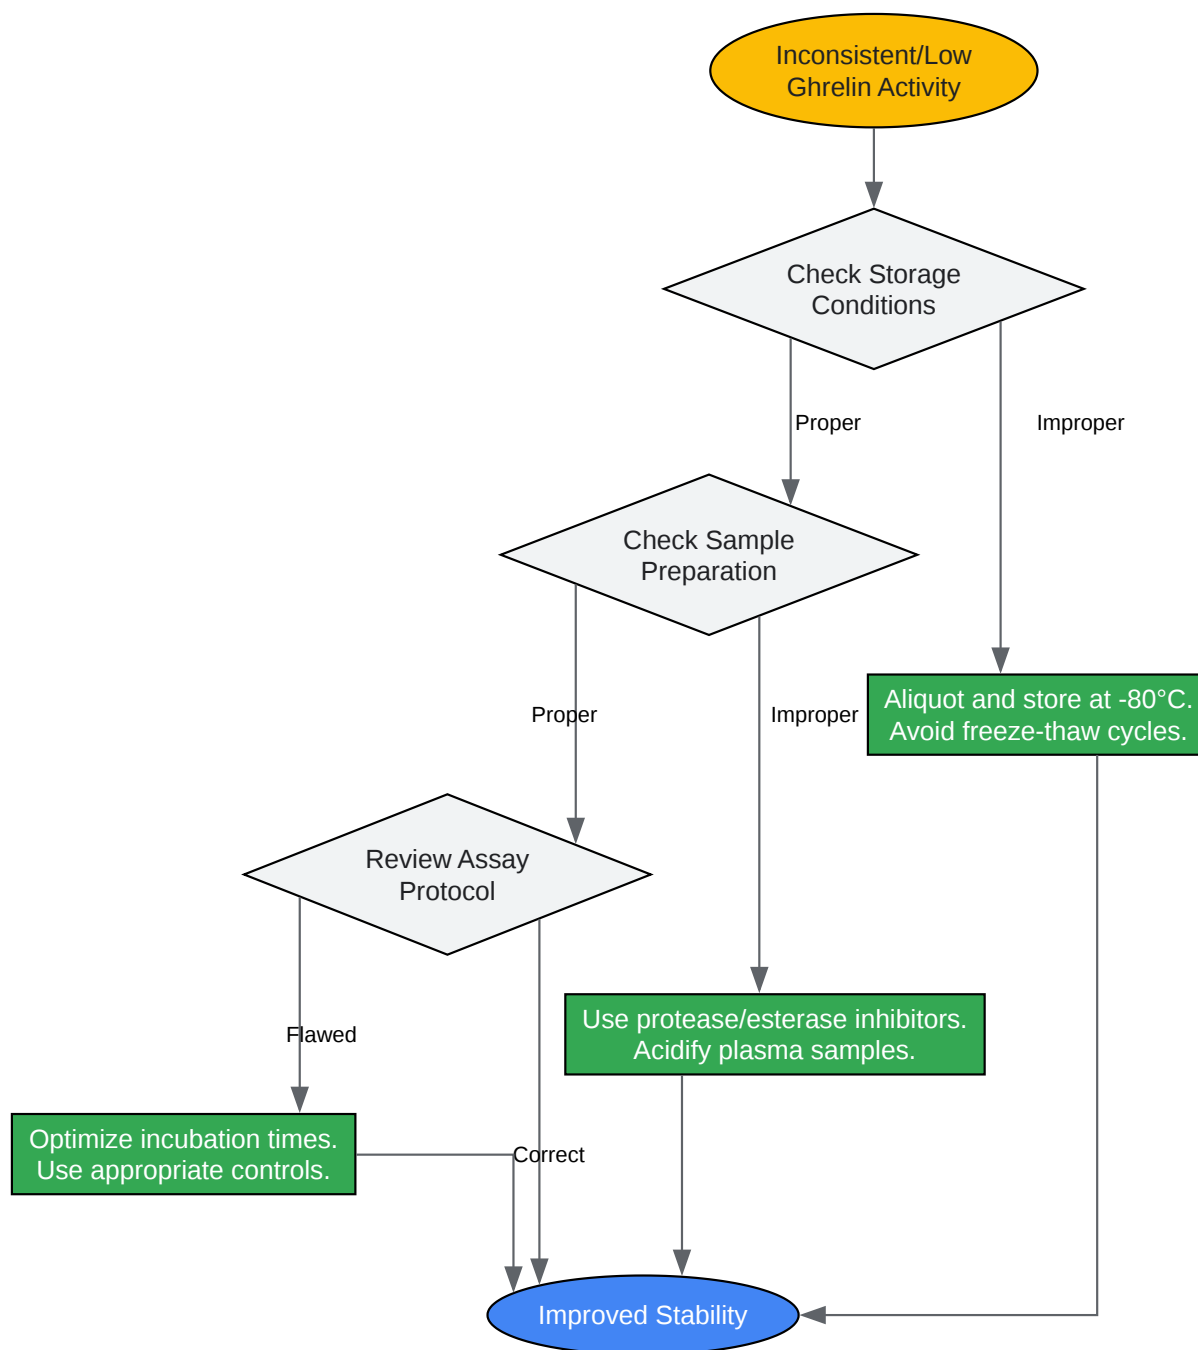 Inconsistent/Low
Ghrelin Activity
Check Storage
Conditions
Proper
Improper
Check Sample
Preparation
Proper
Improper
Aliquot and store at -80°C.
Avoid freeze-thaw cycles.
Review Assay
Protocol
Flawed
Use protease/esterase inhibitors.
Acidify plasma samples.
Optimize incubation times.
Use appropriate controls.
Correct
Improved Stability